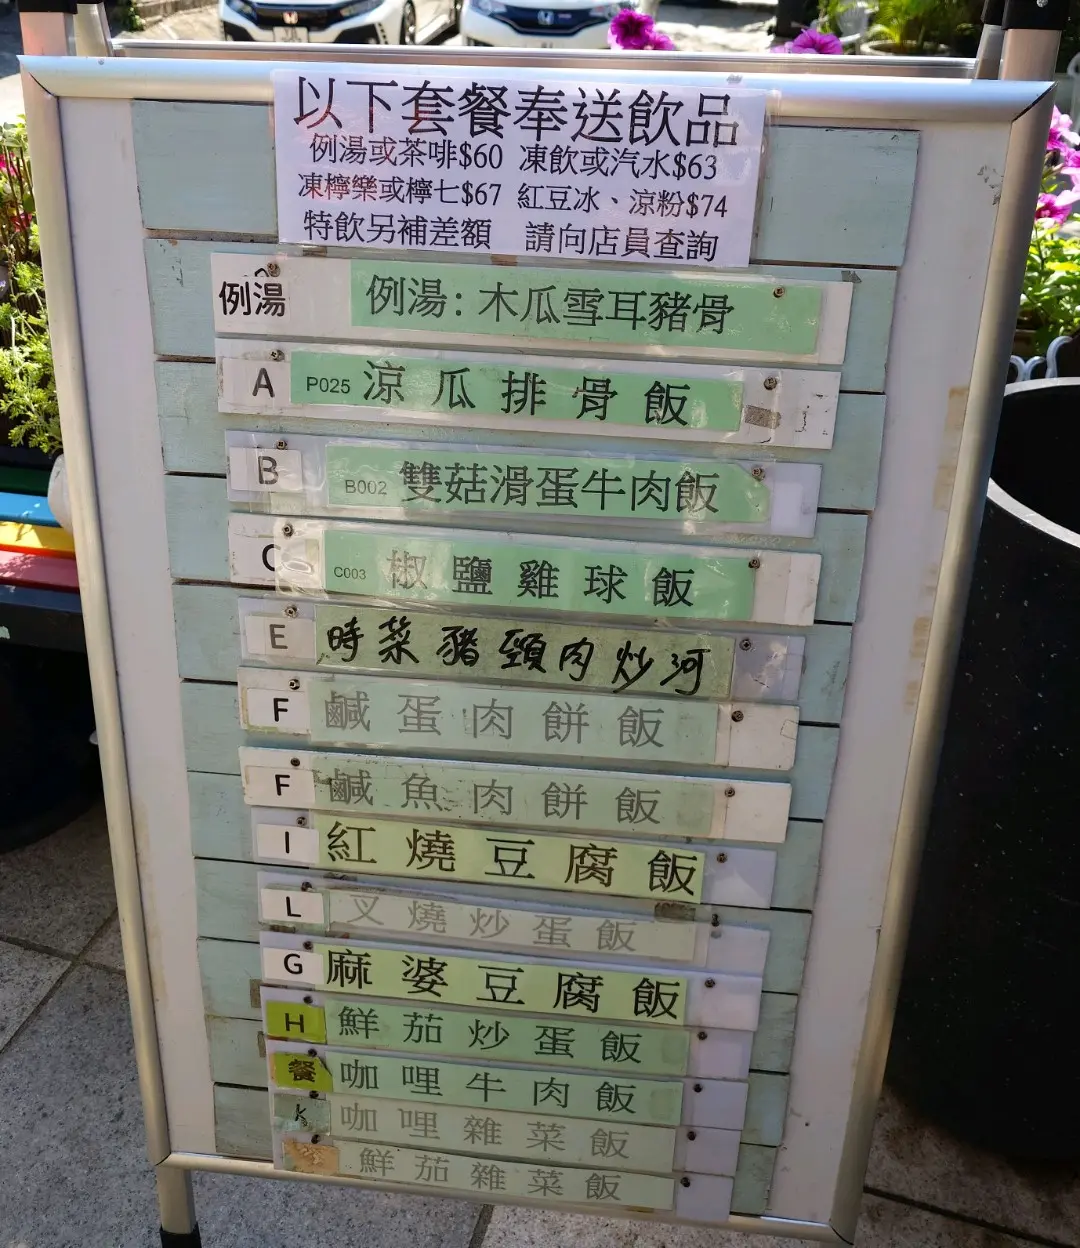 以下套餐奉送飲品
例湯或茶啡$60 凍飲或汽水$63
凍檸樂或檸七$67 紅豆冰、涼粉$74
特飲另補差額 請向店員查詢
例湯 例湯:木瓜雪耳豬骨
A P025 涼瓜排骨飯
B B002 雙菇滑蛋牛肉飯
C C003 椒鹽雞球飯
E 時菜豬頸肉炒河
F 鹹蛋肉餅飯
F 鹹魚肉餅飯
I 紅燒豆腐飯
L 叉燒炒蛋飯
G 麻婆豆腐飯
H 鮮茄炒蛋飯
餐 咖哩牛肉飯
K 咖哩雜菜飯
鮮茄雜菜飯